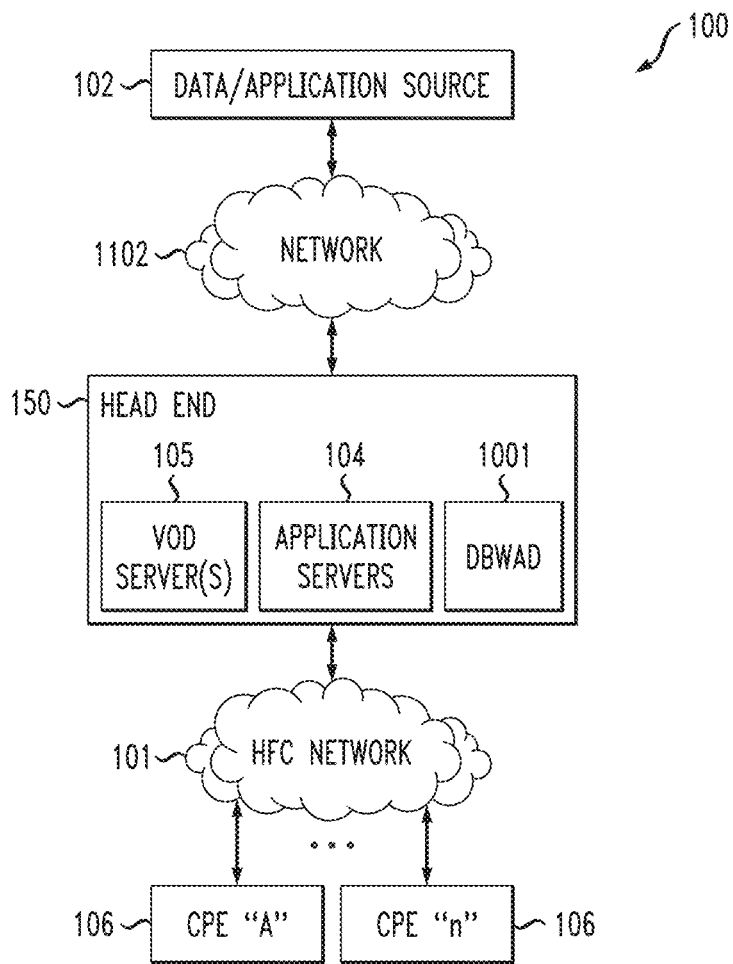 100
102 DATA/APPLICATION SOURCE
1102 NETWORK
150 HEAD END
105 104 1001
VOD SERVER(S)
APPLICATION SERVERS
DBWAD
101 HFC NETWORK
...
106 CPE “A” CPE “n” 106